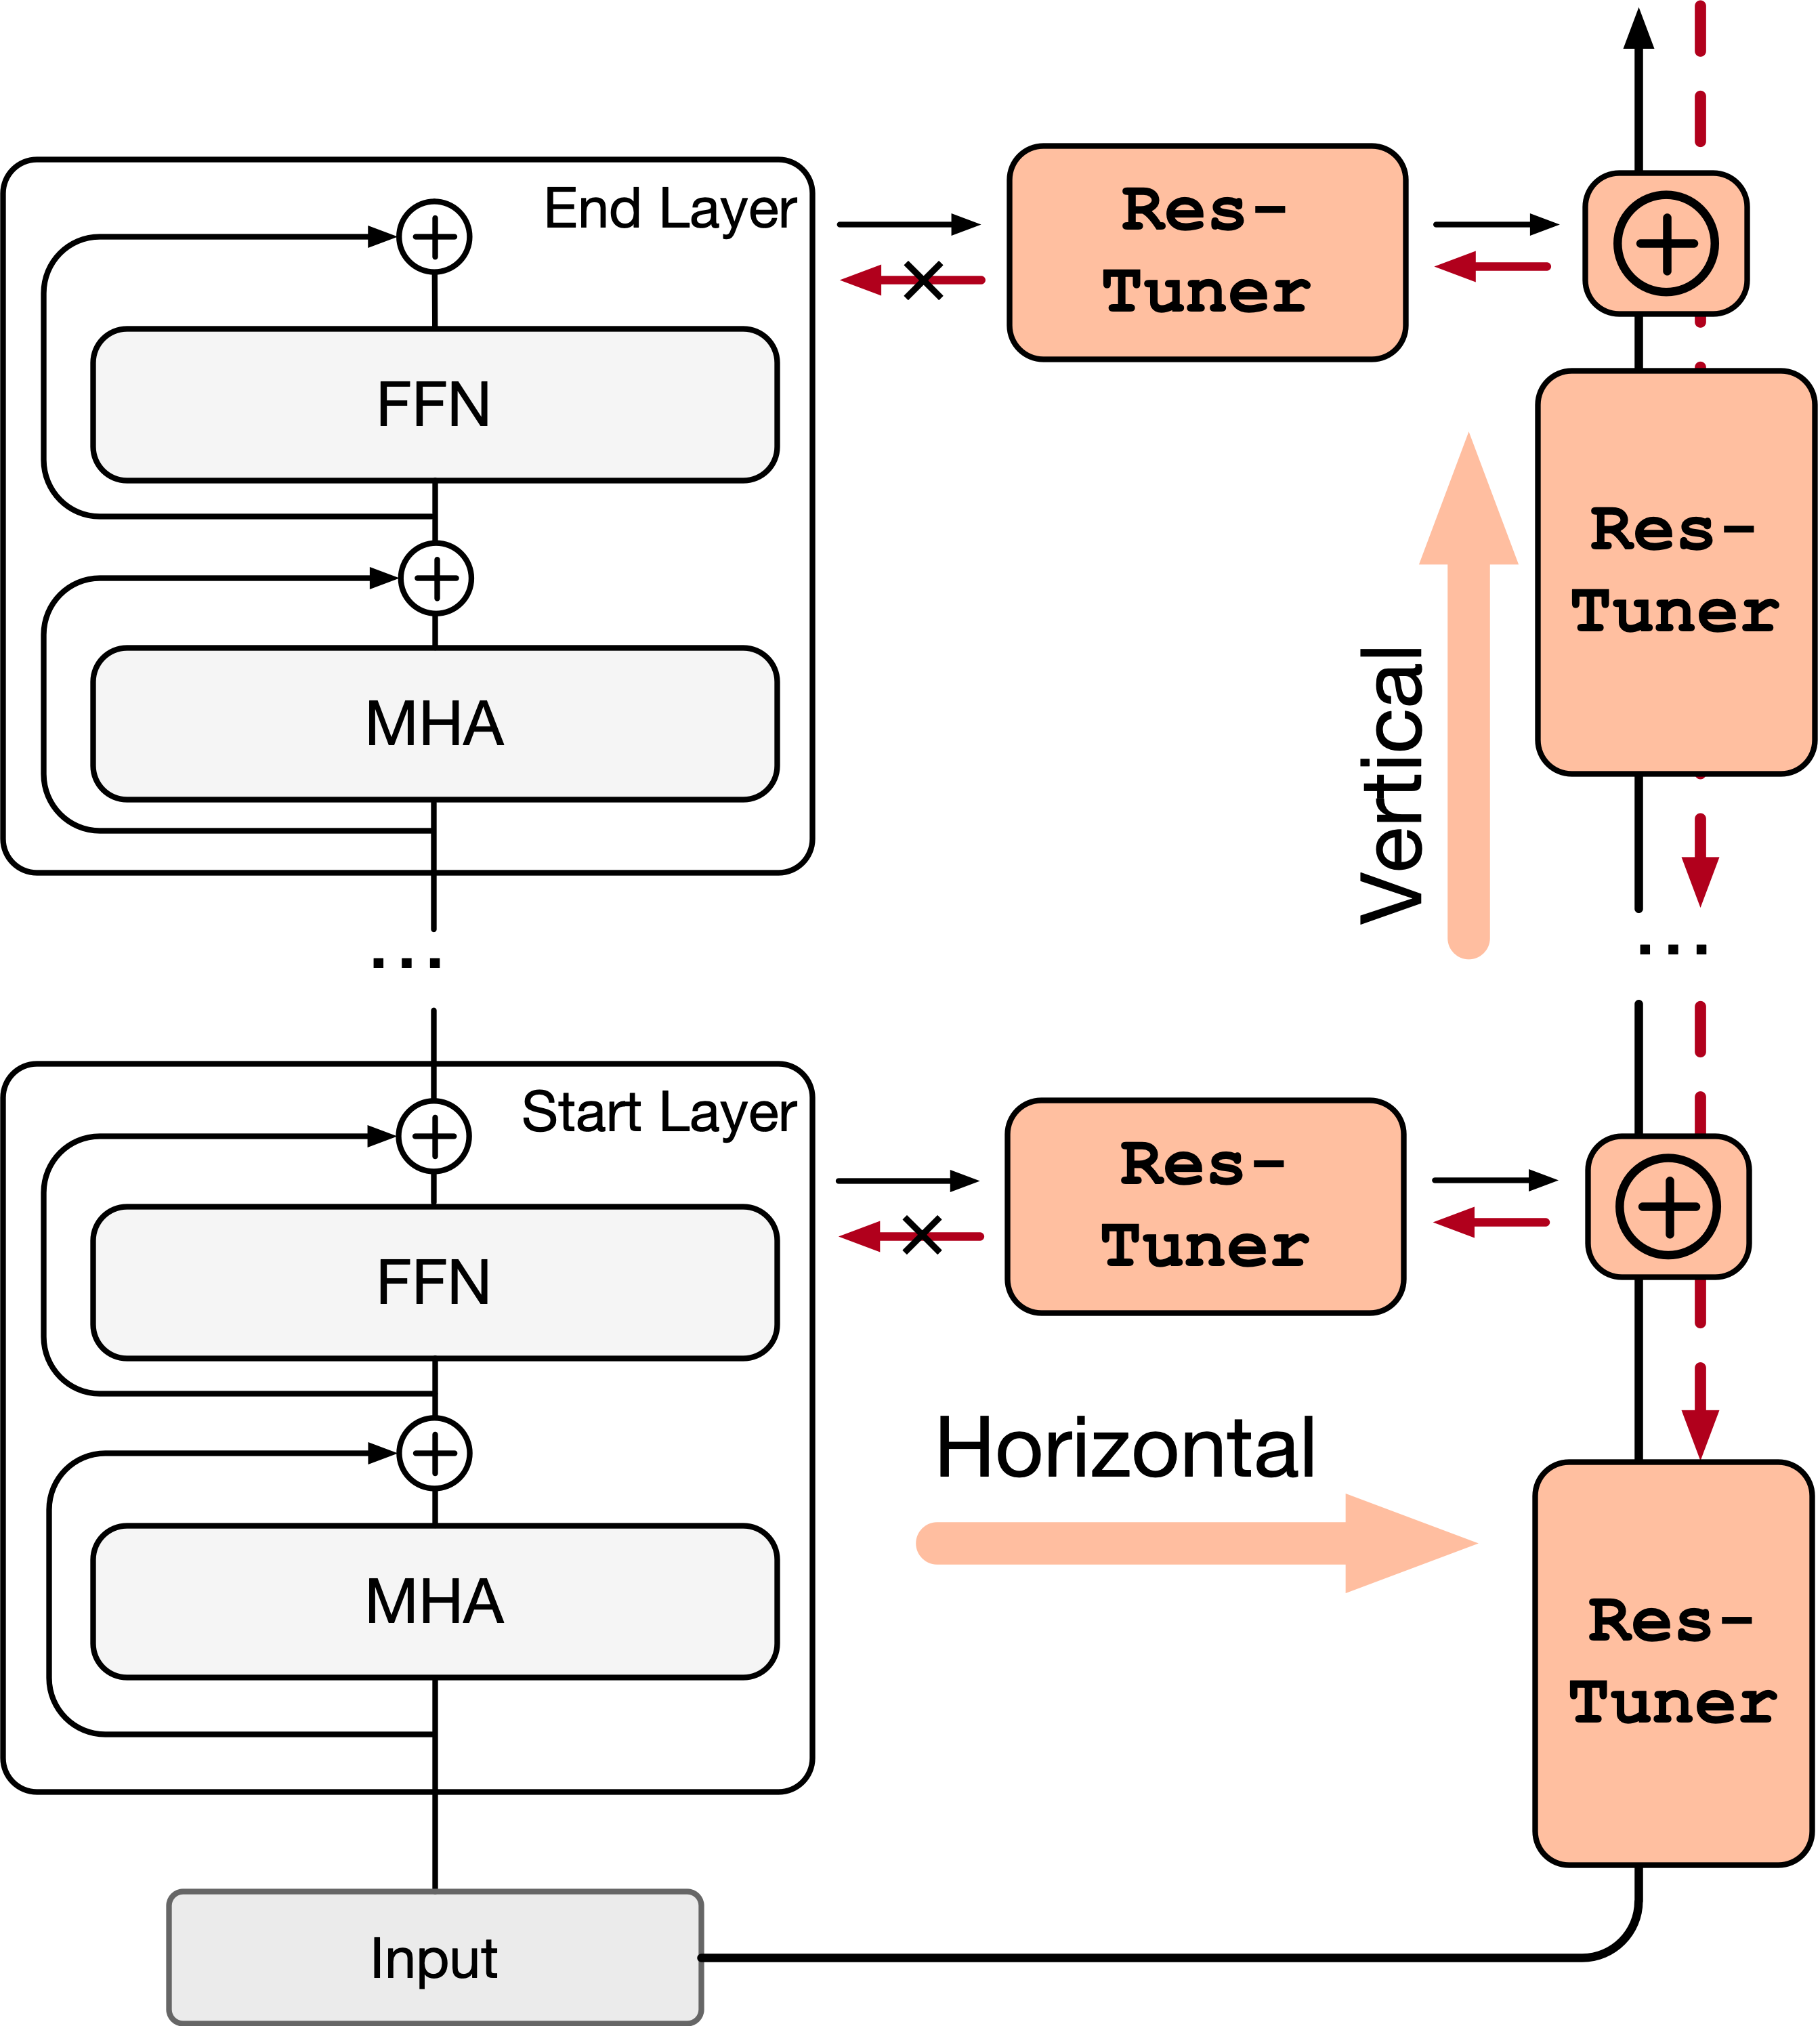 End Layer
Res-
Tuner
FFN
Res-
Tuner
MHA
Vertical
...
...
Start Layer
Res-
Tuner
FFN
Horizontal
MHA
Res-
Tuner
Input